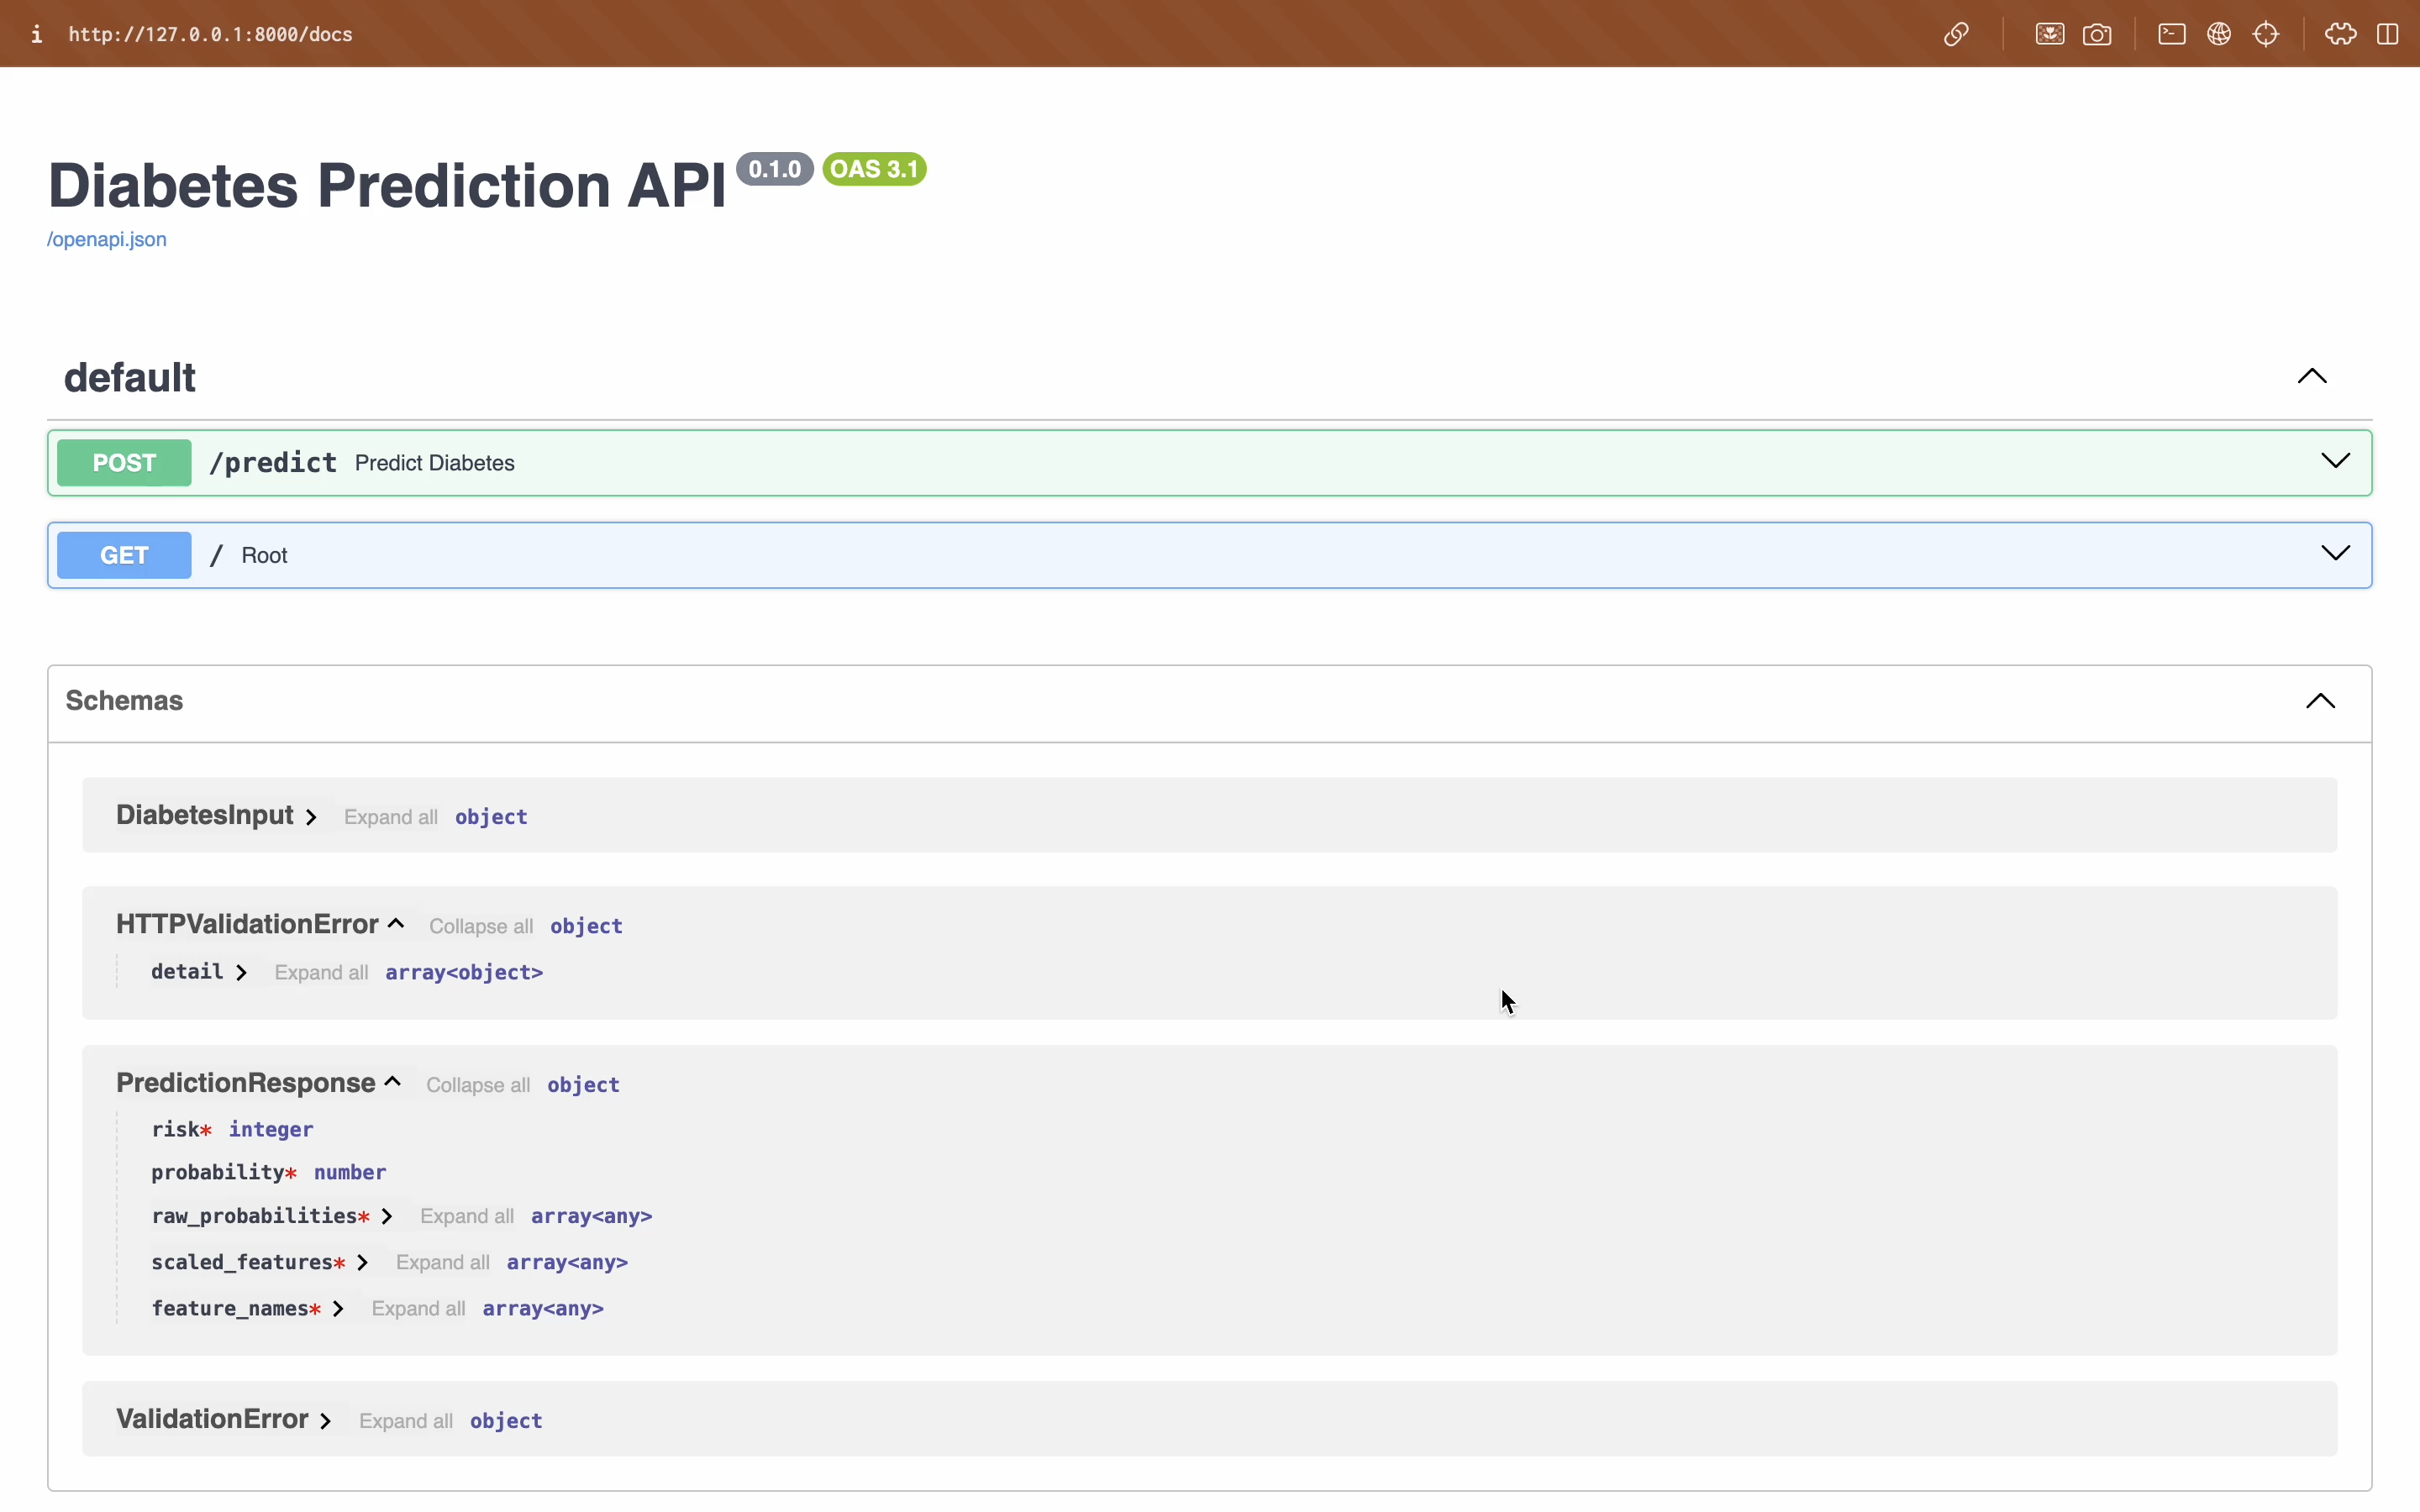 http://127.0.0.1:8000/docs
Diabetes Prediction API 0.1.0 OAS 3.1
/openapi.json
default
POST /predict Predict Diabetes
GET / Root
Schemas
DiabetesInput Expand all object
HTTPValidationError Collapse all object
detail Expand all array<object>
PredictionResponse Collapse all object
risk* integer
probability* number
raw_probabilities* Expand all array<any>
scaled_features* Expand all array<any>
feature_names* Expand all array<any>
ValidationError Expand all object